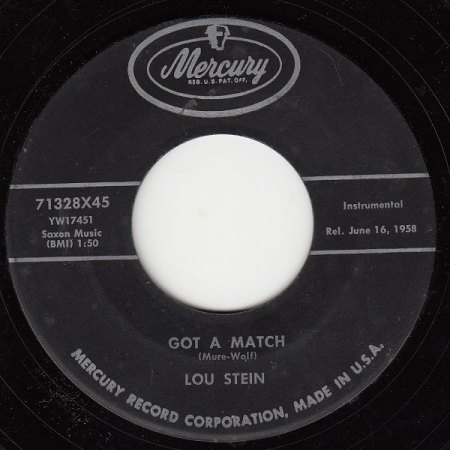 Mercury
REG. U.S. PAT. OFF.
71328X45
YW17451
Saxon Music
(BMI) 1:50
Instrumental
Rel. June 16, 1958
GOT A MATCH
(Mure-Wolf)
LOU STEIN
MERCURY RECORD CORPORATION, MADE IN U.S.A.